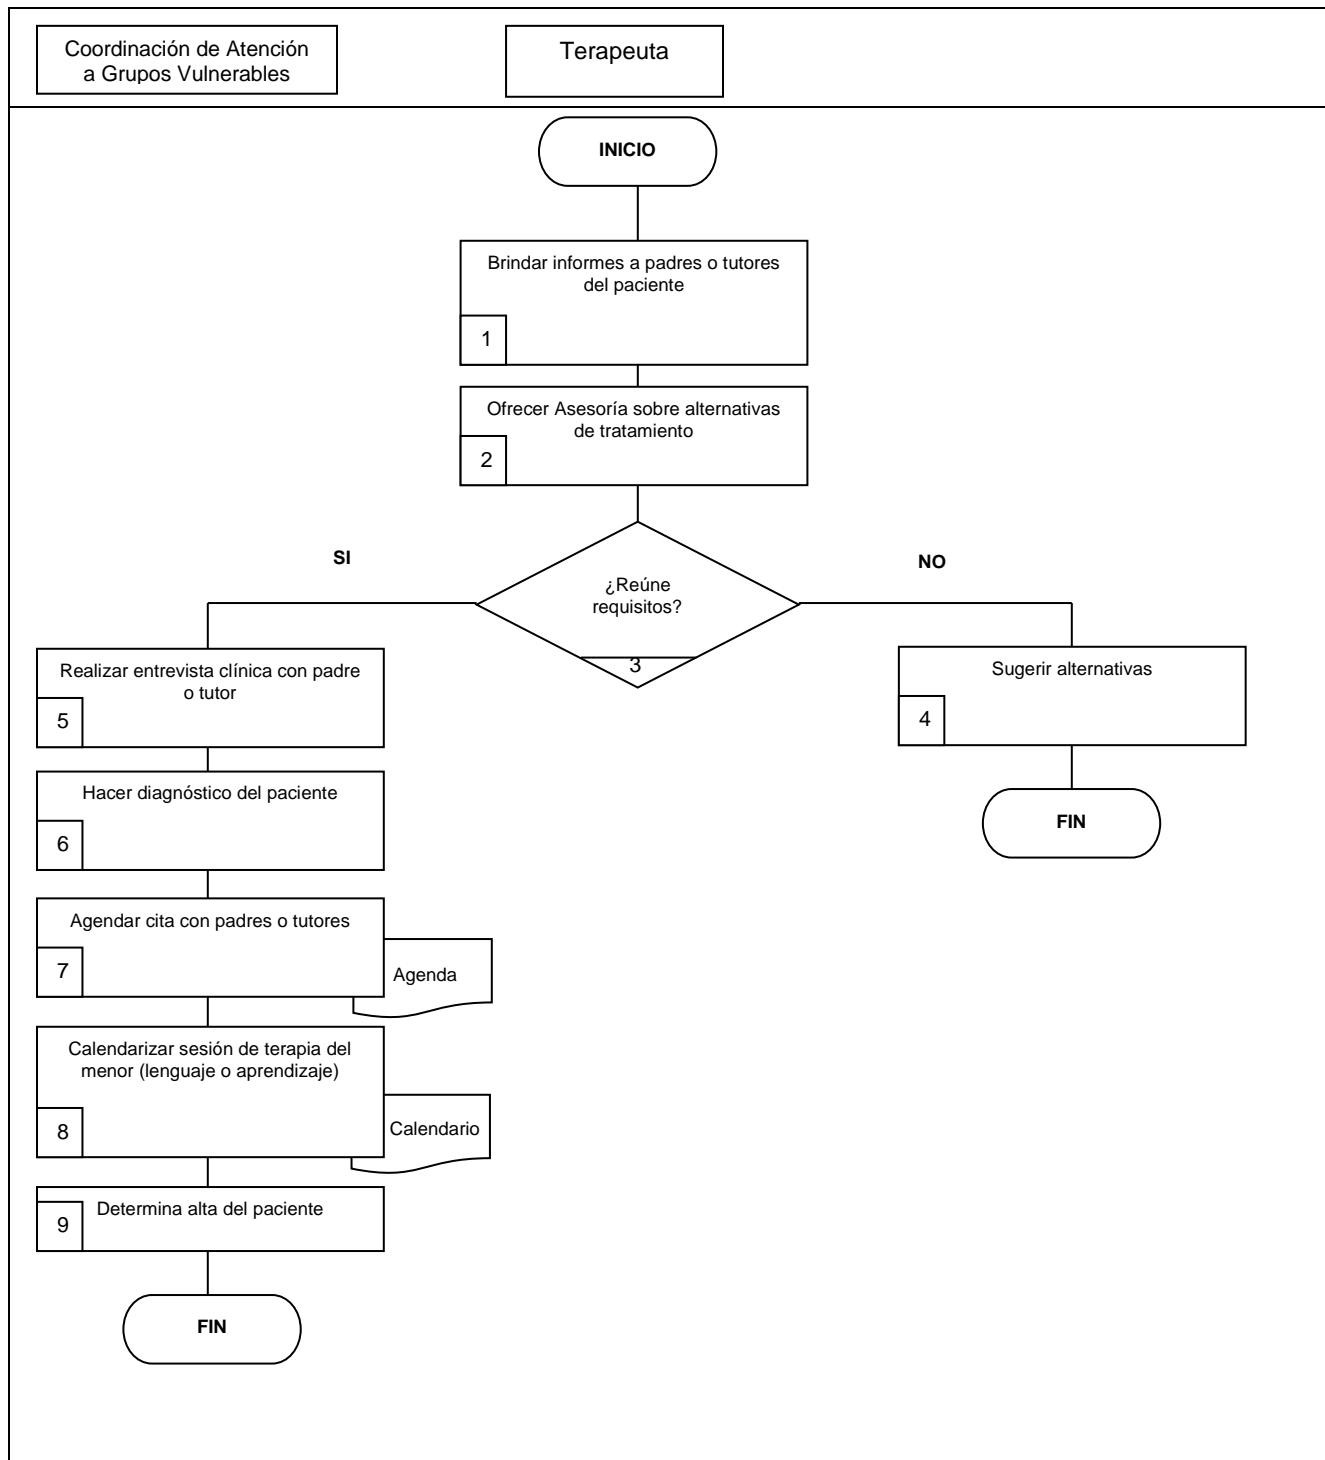 Coordinación de Atención
a Grupos Vulnerables
Terapeuta
INICIO
Brindar informes a padres o tutores
del paciente
1
Ofrecer Asesoría sobre alternativas
de tratamiento
2
SI
NO
¿Reúne
requisitos?
3
Realizar entrevista clínica con padre
o tutor
5
Sugerir alternativas
4
Hacer diagnóstico del paciente
6
FIN
Agendar cita con padres o tutores
7
Agenda
Calendarizar sesión de terapia del
menor (lenguaje o aprendizaje)
8
Calendario
Determina alta del paciente
9
FIN